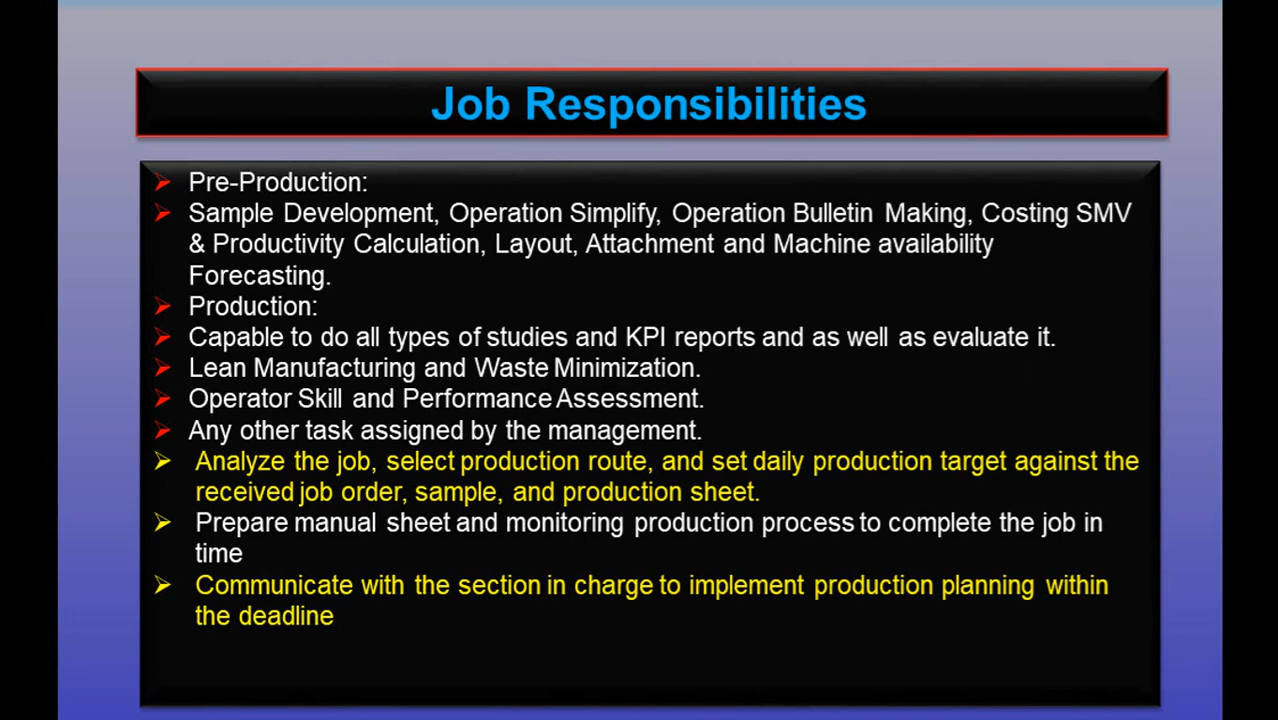 Job Responsibilities
Pre-Production:
Sample Development, Operation Simplify, Operation Bulletin Making, Costing SMV
& Productivity Calculation, Layout, Attachment and Machine availability
Forecasting.
Production:
Capable to do all types of studies and KPI reports and as well as evaluate it.
Lean Manufacturing and Waste Minimization.
Operator Skill and Performance Assessment.
Any other task assigned by the management.
Analyze the job, select production route, and set daily production target against the
received job order, sample, and production sheet.
Prepare manual sheet and monitoring production process to complete the job in
time
Communicate with the section in charge to implement production planning within
the deadline